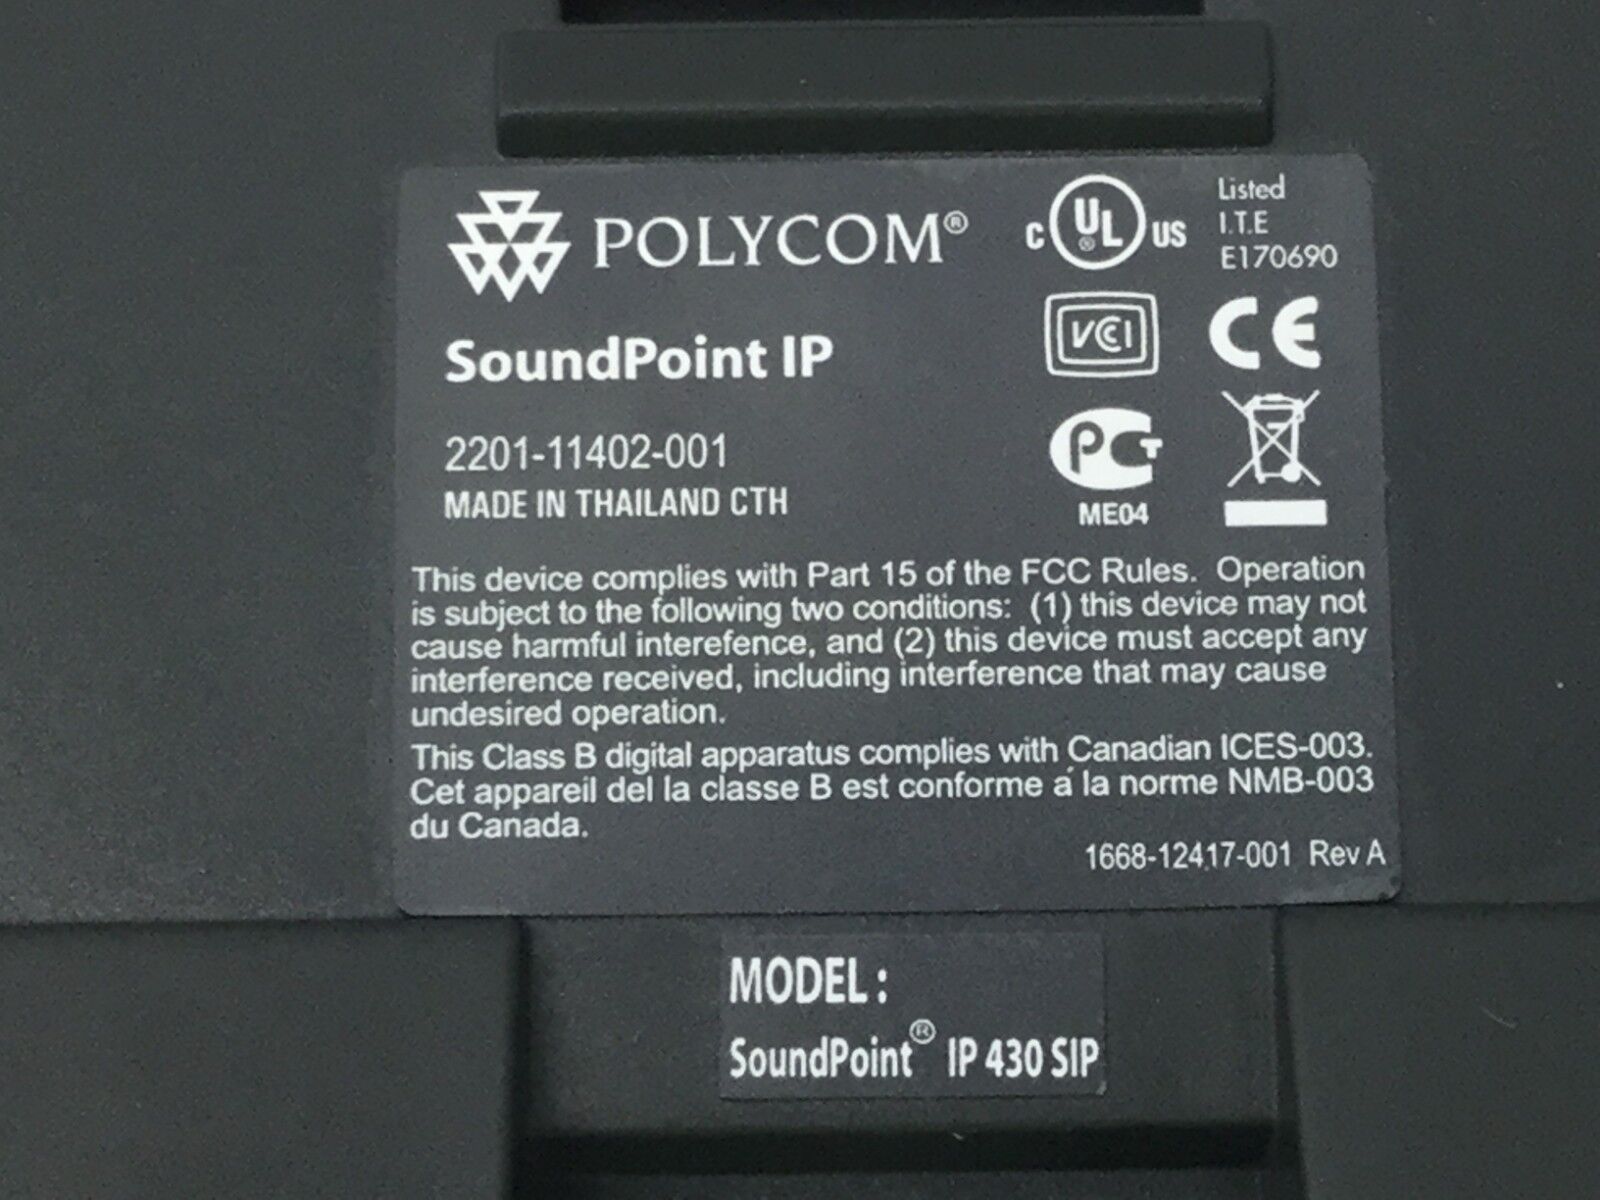 POLYCOM®
C UL® US
Listed
I.T.E
E170690
SoundPoint IP
VCCI
CE
2201-11402-001
MADE IN THAILAND CTH
PCT
ME04
This device complies with Part 15 of the FCC Rules. Operation
is subject to the following two conditions: (1) this device may not
cause harmful interefence, and (2) this device must accept any
interference received, including interference that may cause
undesired operation.
This Class B digital apparatus complies with Canadian ICES-003.
Cet appareil del la classe B est conforme á la norme NMB-003
du Canada.
1668-12417-001 Rev A
MODEL :
SoundPoint® IP 430 SIP